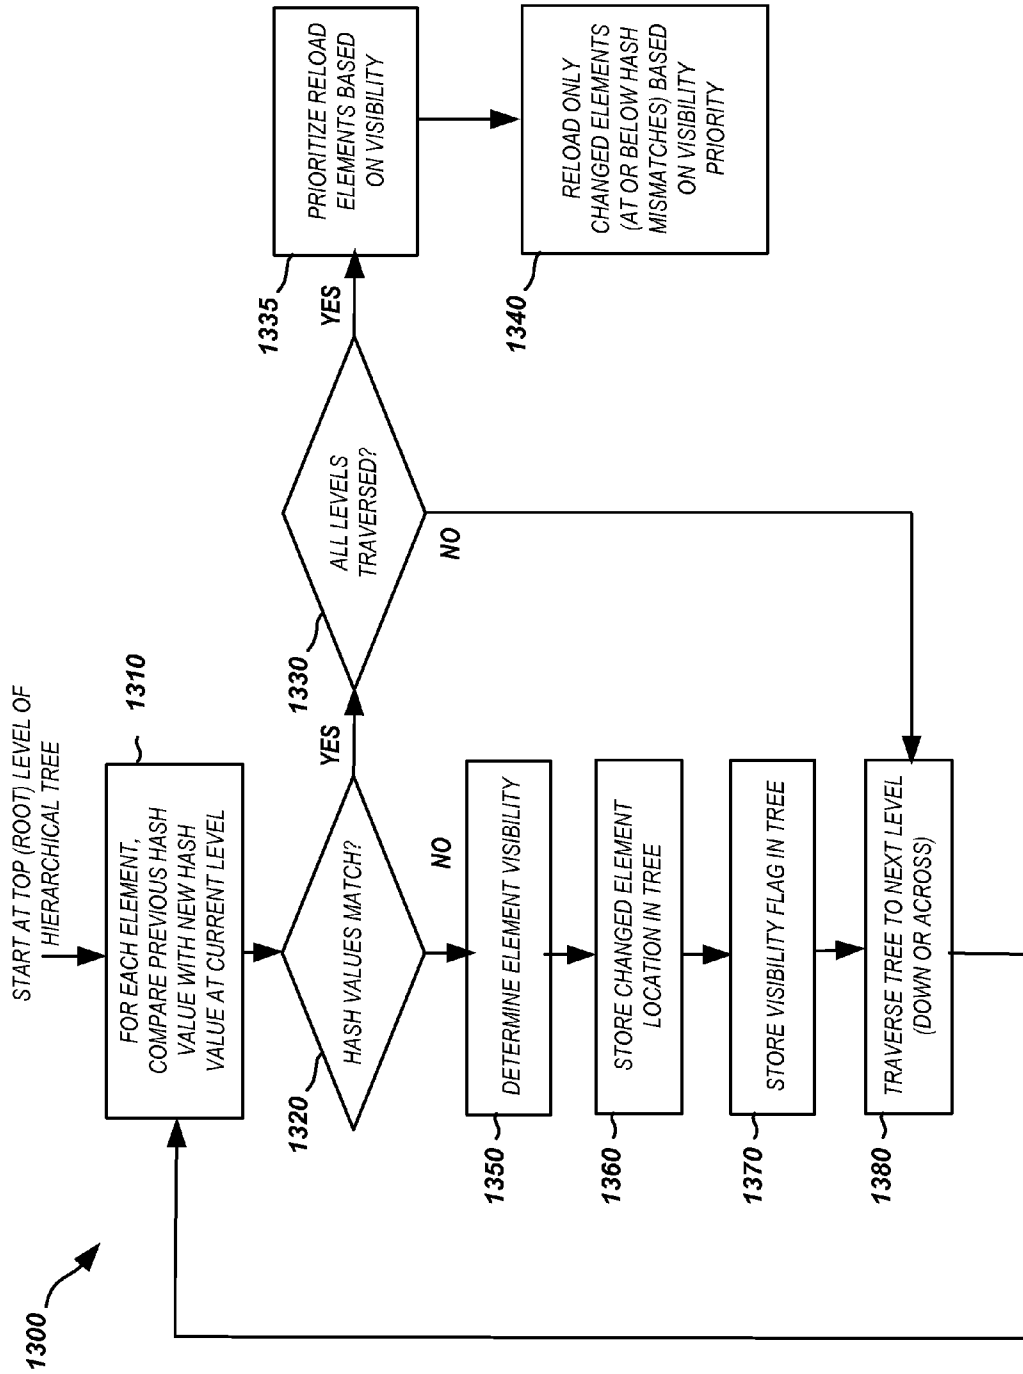 1300
START AT TOP (ROOT) LEVEL OF
HIERARCHICAL TREE
1310
FOR EACH ELEMENT,
COMPARE PREVIOUS HASH
VALUE WITH NEW HASH
VALUE AT CURRENT LEVEL
1320
HASH VALUES MATCH?
YES
NO
1330
ALL LEVELS
TRAVERSED?
YES
NO
1335
PRIORITIZE RELOAD
ELEMENTS BASED
ON VISIBILITY
1340
RELOAD ONLY
CHANGED ELEMENTS
(AT OR BELOW HASH
MISMATCHES) BASED
ON VISIBILITY
PRIORITY
1350
DETERMINE ELEMENT VISIBILITY
1360
STORE CHANGED ELEMENT
LOCATION IN TREE
1370
STORE VISIBILITY FLAG IN TREE
1380
TRAVERSE TREE TO NEXT LEVEL
(DOWN OR ACROSS)